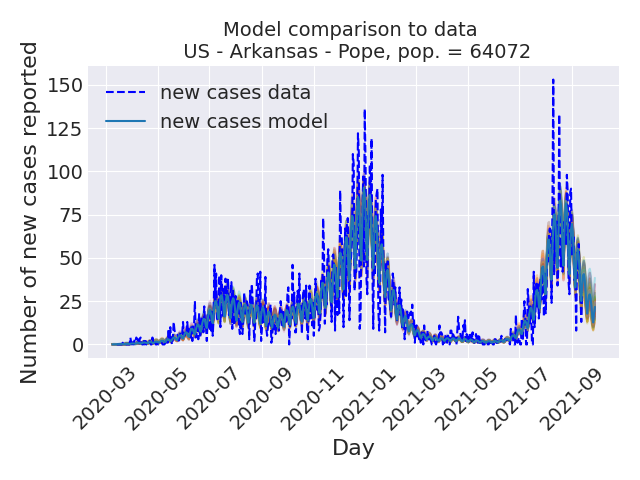 Model comparison to data
US - Arkansas - Pope, pop. = 64072
Number of new cases reported
150
125
100
75
50
25
0
new cases data
new cases model
2020-03
2020-05
2020-07
2020-09
2020-11
2021-01
2021-03
2021-05
2021-07
2021-09
Day